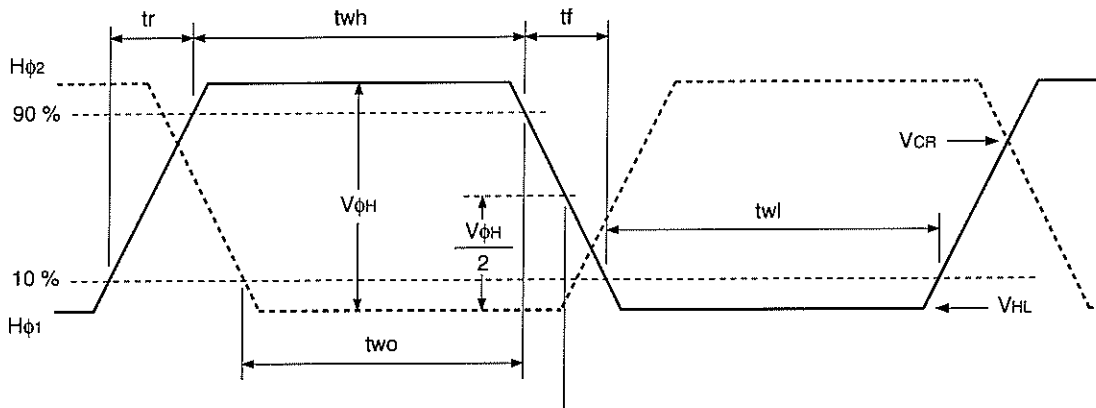 tr
twh
tf
Hϕ2
90 %
VCR
VϕH
VϕH
2
twl
10 %
Hϕ1
VHL
two